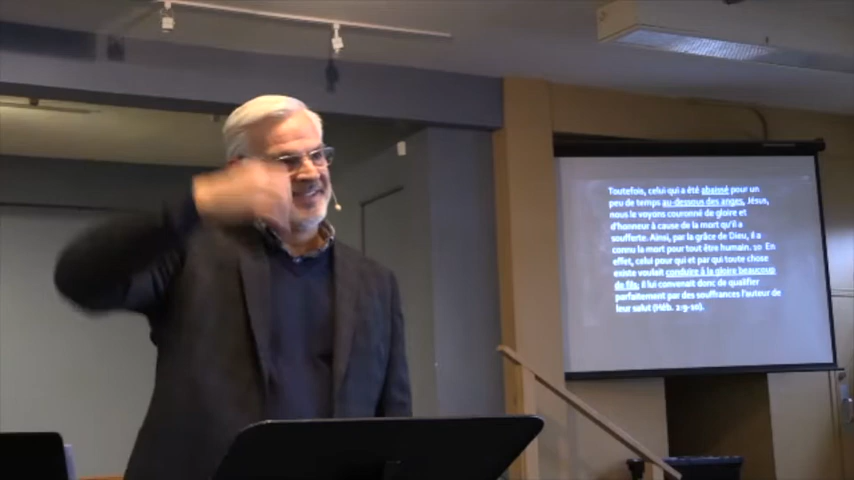 Toutefois, celui qui a été abaissé pour un
peu de temps au-dessous des anges, Jésus,
nous le voyons couronné de gloire et
d'honneur à cause de la mort qu'il a
soufferte. Ainsi, par la grâce de Dieu, il a
connu la mort pour tout être humain. 10 En
effet, celui pour qui et par qui toute chose
existe voulait conduire à la gloire beaucoup
de fils. Il lui convenait donc de qualifier
parfaitement par des souffrances l'auteur de
leur salut (Héb. 2:9-10).